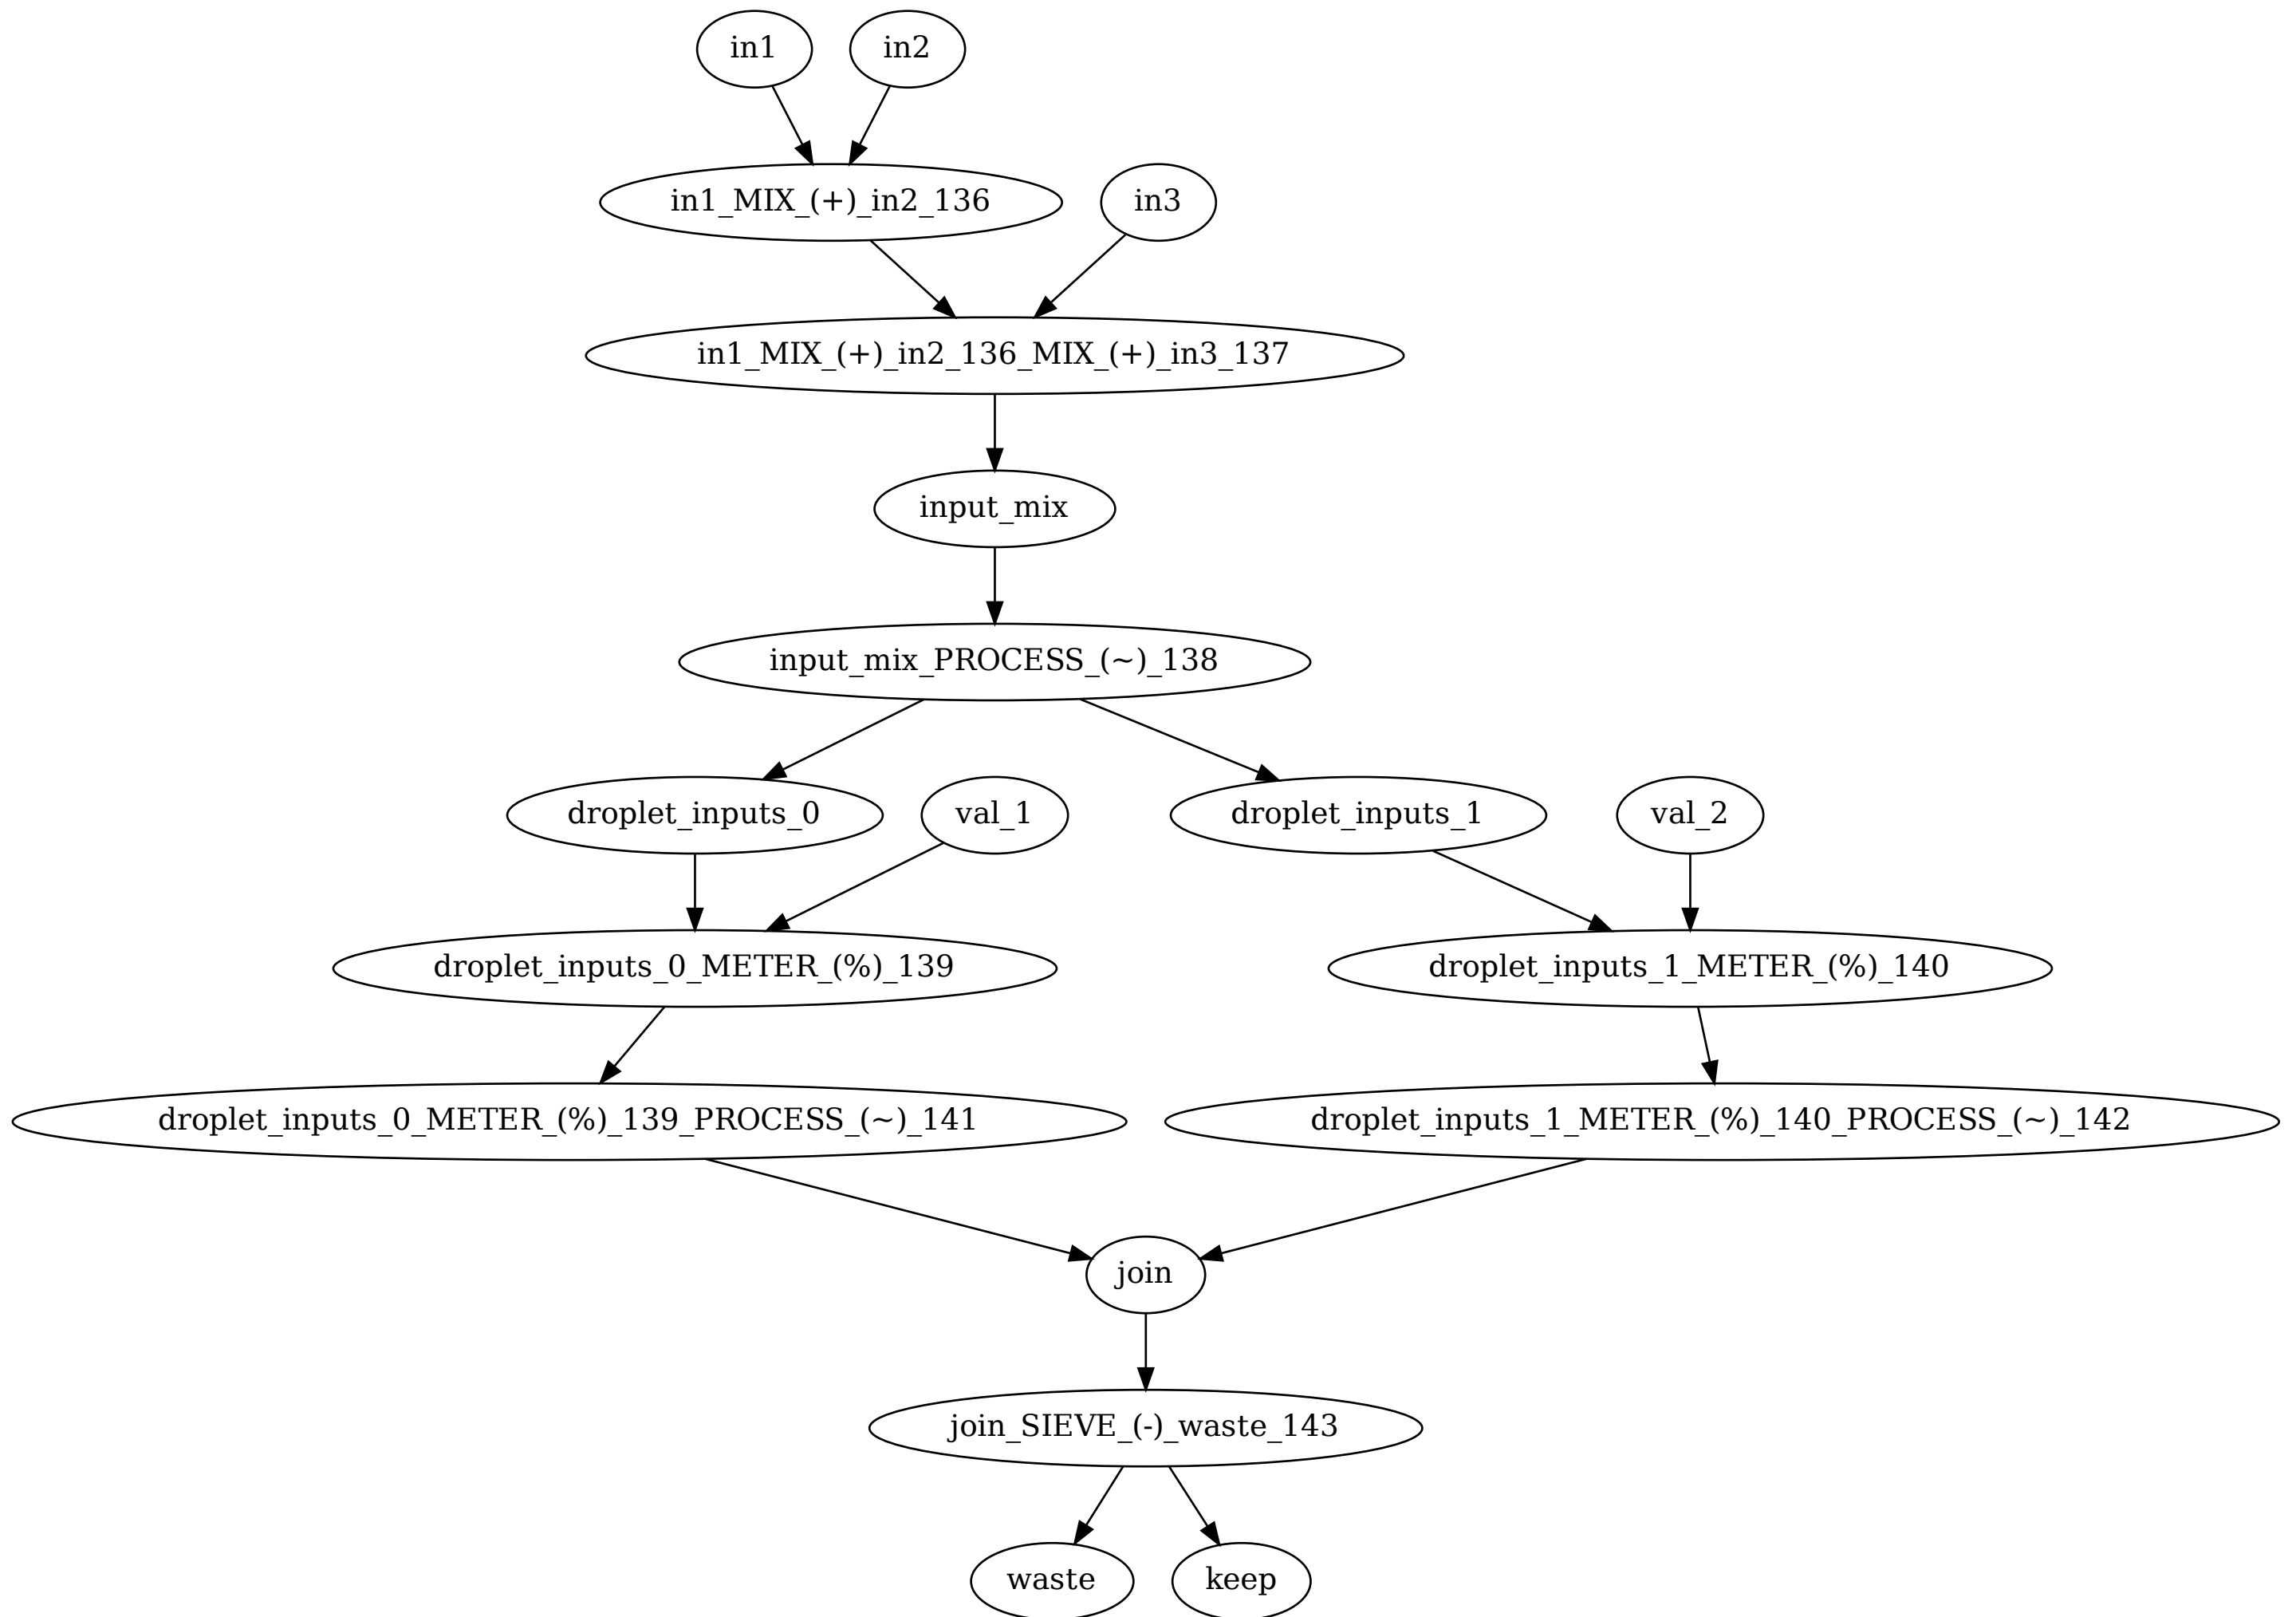 in1
in2
in1_MIX_(+)_in2_136
in3
in1_MIX_(+)_in2_136_MIX_(+)_in3_137
input_mix
input_mix_PROCESS_(~)_138
droplet_inputs_0
val_1
droplet_inputs_1
val_2
droplet_inputs_0_METER_(%)_139
droplet_inputs_1_METER_(%)_140
droplet_inputs_0_METER_(%)_139_PROCESS_(~)_141
droplet_inputs_1_METER_(%)_140_PROCESS_(~)_142
join
join_SIEVE_(-)_waste_143
waste
keep